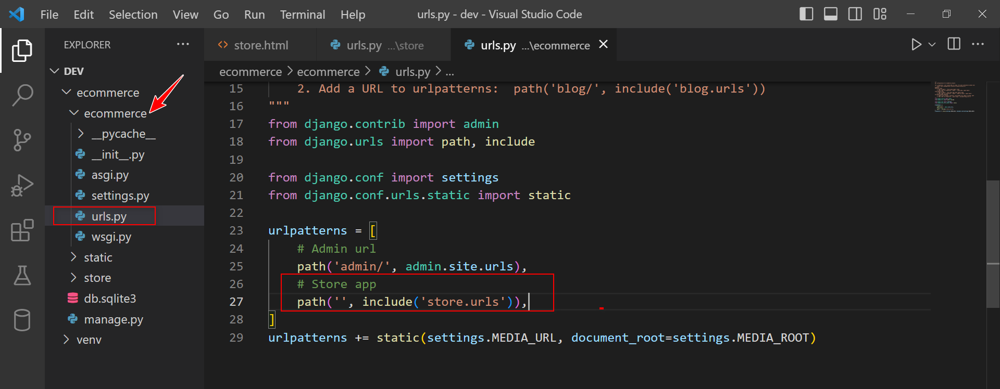 File Edit Selection View Go Run Terminal Help urls.py - dev - Visual Studio Code
EXPLORER
DEV
ecommerce
ecommerce
__pycache__
__init__.py
asgi.py
settings.py
urls.py
wsgi.py
static
store
db.sqlite3
manage.py
venv
store.html urls.py ...\store urls.py ...\ecommerce
ecommerce > ecommerce > urls.py > ...
15 2. Add a URL to urlpatterns:  path('blog/', include('blog.urls'))
16 """
17 from django.contrib import admin
18 from django.urls import path, include
19
20 from django.conf import settings
21 from django.conf.urls.static import static
22
23 urlpatterns = [
24     # Admin url
25     path('admin/', admin.site.urls),
26     # Store app
27     path('', include('store.urls')),
28 ]
29 urlpatterns += static(settings.MEDIA_URL, document_root=settings.MEDIA_ROOT)